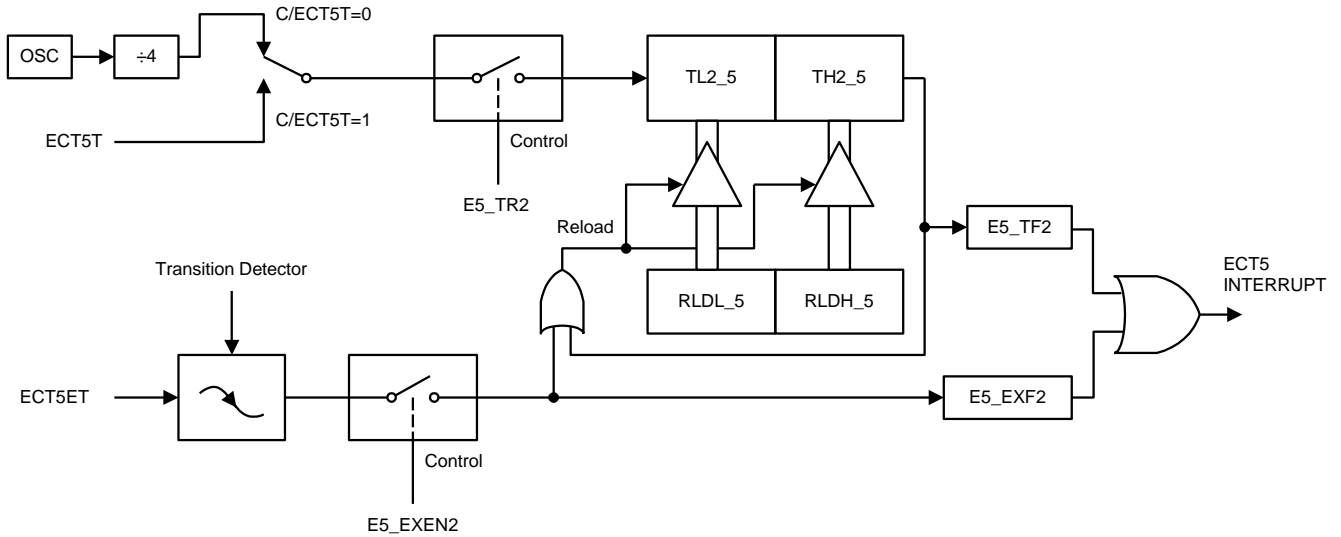 C/ECT5T=0
OSC
÷4
TL2_5
TH2_5
C/ECT5T=1
ECT5T
Control
E5_TR2
Reload
E5_TF2
Transition Detector
ECT5
INTERRUPT
RLDL_5
RLDH_5
ECT5ET
E5_EXF2
Control
E5_EXEN2